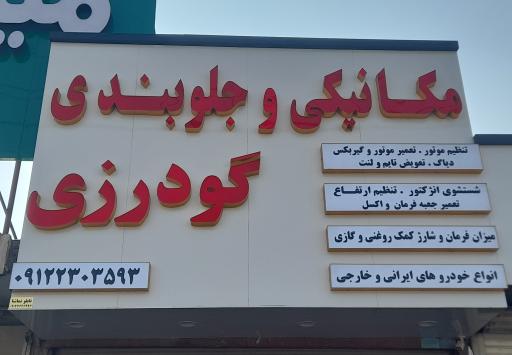 مکانیکی و جلوبندی
گودرزی
تنظیم موتور . تعمیر موتور و گیربکس
دیاگ . تعویض تایم و لنت
شستشوی انژکتور . تنظیم ارتفاع
تعمیر جعبه فرمان و اکسل
میزان فرمان و شارژ کمک روغنی و گازی
انواع خودرو های ایرانی و خارجی
۰۹۱۲۲۳۰۳۵۹۳